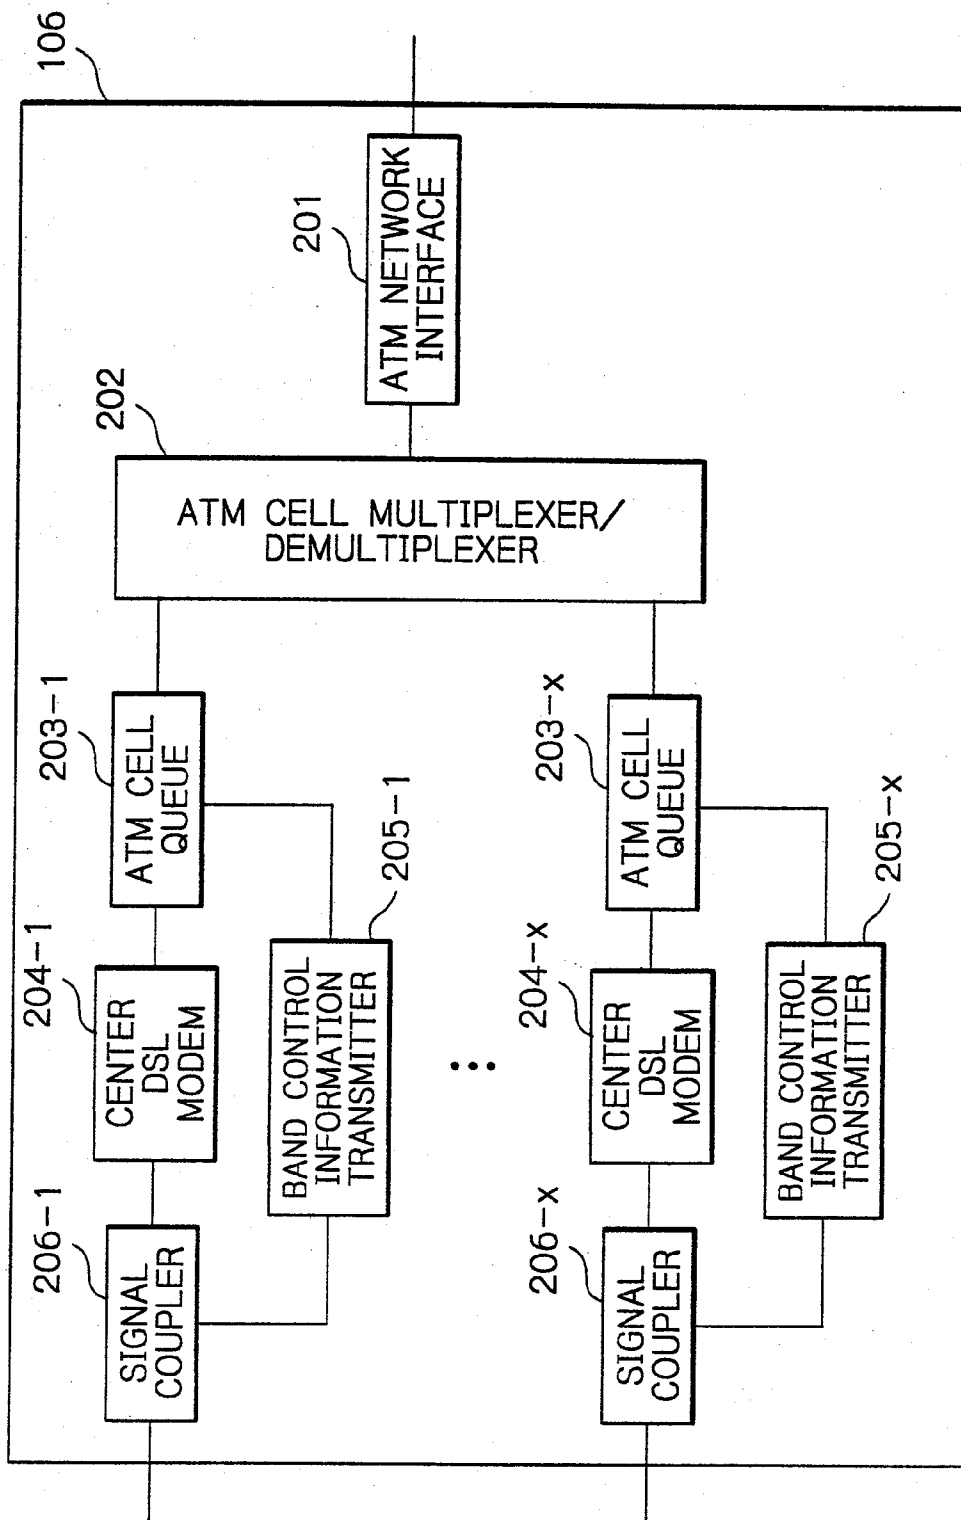 106
206-1
SIGNAL
COUPLER
204-1
CENTER
DSL
MODEM
203-1
ATM CELL
QUEUE
205-1
BAND CONTROL
INFORMATION
TRANSMITTER
202
ATM CELL MULTIPLEXER/
DEMULTIPLEXER
201
ATM NETWORK
INTERFACE
206-x
SIGNAL
COUPLER
204-x
CENTER
DSL
MODEM
203-x
ATM CELL
QUEUE
205-x
BAND CONTROL
INFORMATION
TRANSMITTER